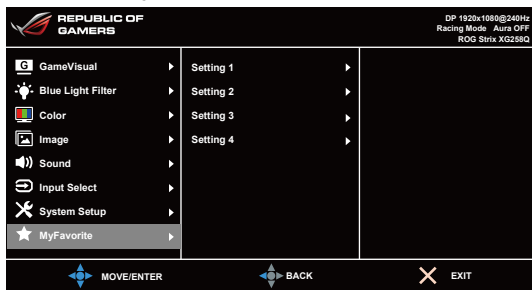 REPUBLIC OF
GAMERS
DP 1920x1080@240Hz
Racing Mode Aura OFF
ROG Strix XG258Q
G GameVisual
Blue Light Filter
Color
Image
Sound
Input Select
System Setup
MyFavorite
Setting 1
Setting 2
Setting 3
Setting 4
MOVE/ENTER
BACK
EXIT